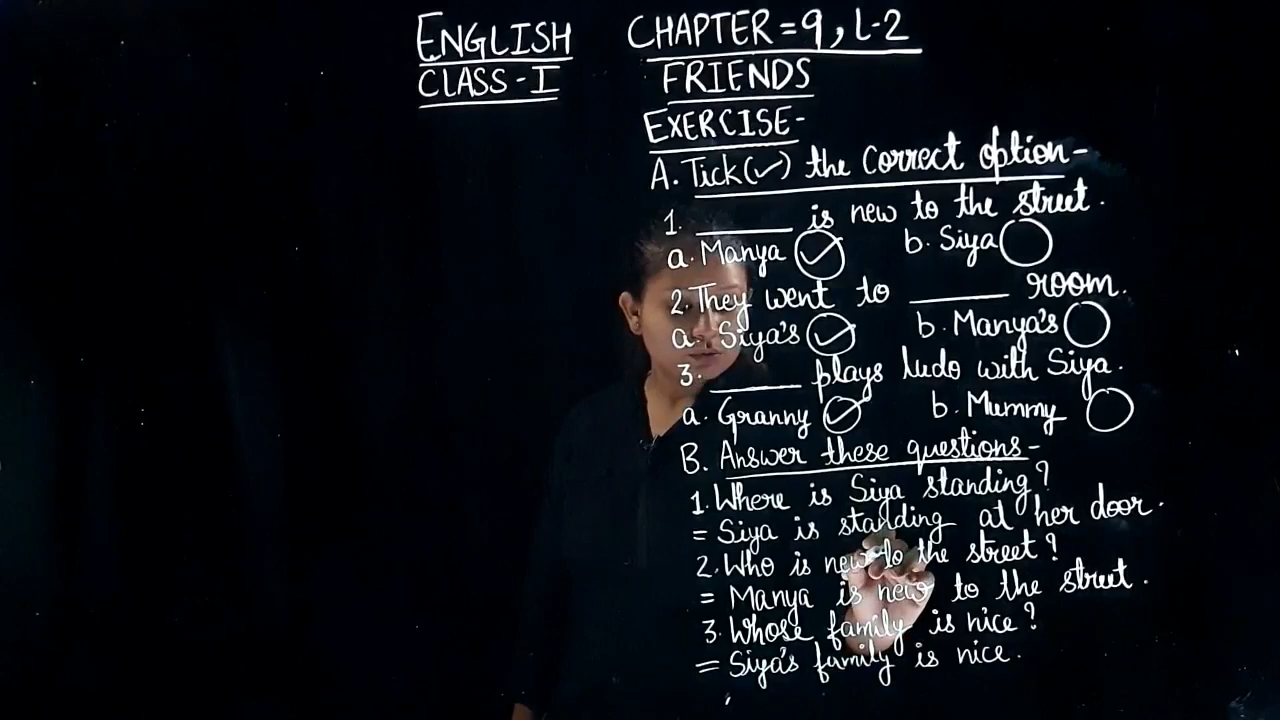 ENGLISH CHAPTER = 9, L-2
CLASS - I FRIENDS
EXERCISE -
A. Tick (✓) the correct option -
1. ________ is new to the street.
a. Manya ✓ b. Siya
2. They went to ________ room.
a. Siya's ✓ b. Manya's
3. ________ plays ludo with Siya.
a. Granny ✓ b. Mummy
B. Answer these questions -
1. Where is Siya standing?
= Siya is standing at her door.
2. Who is new to the street?
= Manya is new to the street.
3. Whose family is nice?
= Siya's family is nice.